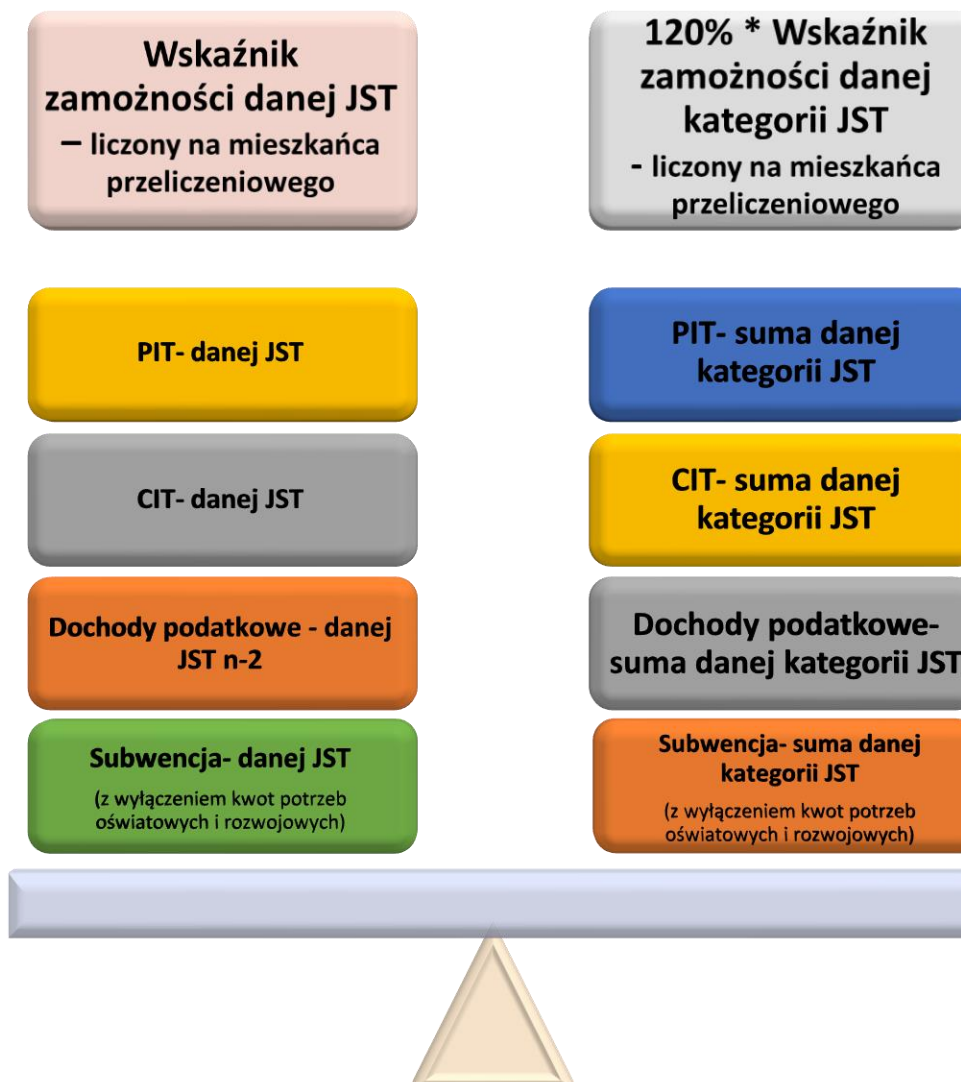 Wskaźnik
zamożności danej JST
– liczony na mieszkańca
przeliczeniowego
120% * Wskaźnik
zamożności danej
kategorii JST
- liczony na mieszkańca
przeliczeniowego
PIT- danej JST
PIT- suma danej
kategorii JST
CIT- danej JST
CIT- suma danej
kategorii JST
Dochody podatkowe - danej
JST n-2
Dochody podatkowe-
suma danej kategorii JST
Subwencja- danej JST
(z wyłączeniem kwot potrzeb
oświatowych i rozwojowych)
Subwencja- suma danej
kategorii JST
(z wyłączeniem kwot potrzeb
oświatowych i rozwojowych)